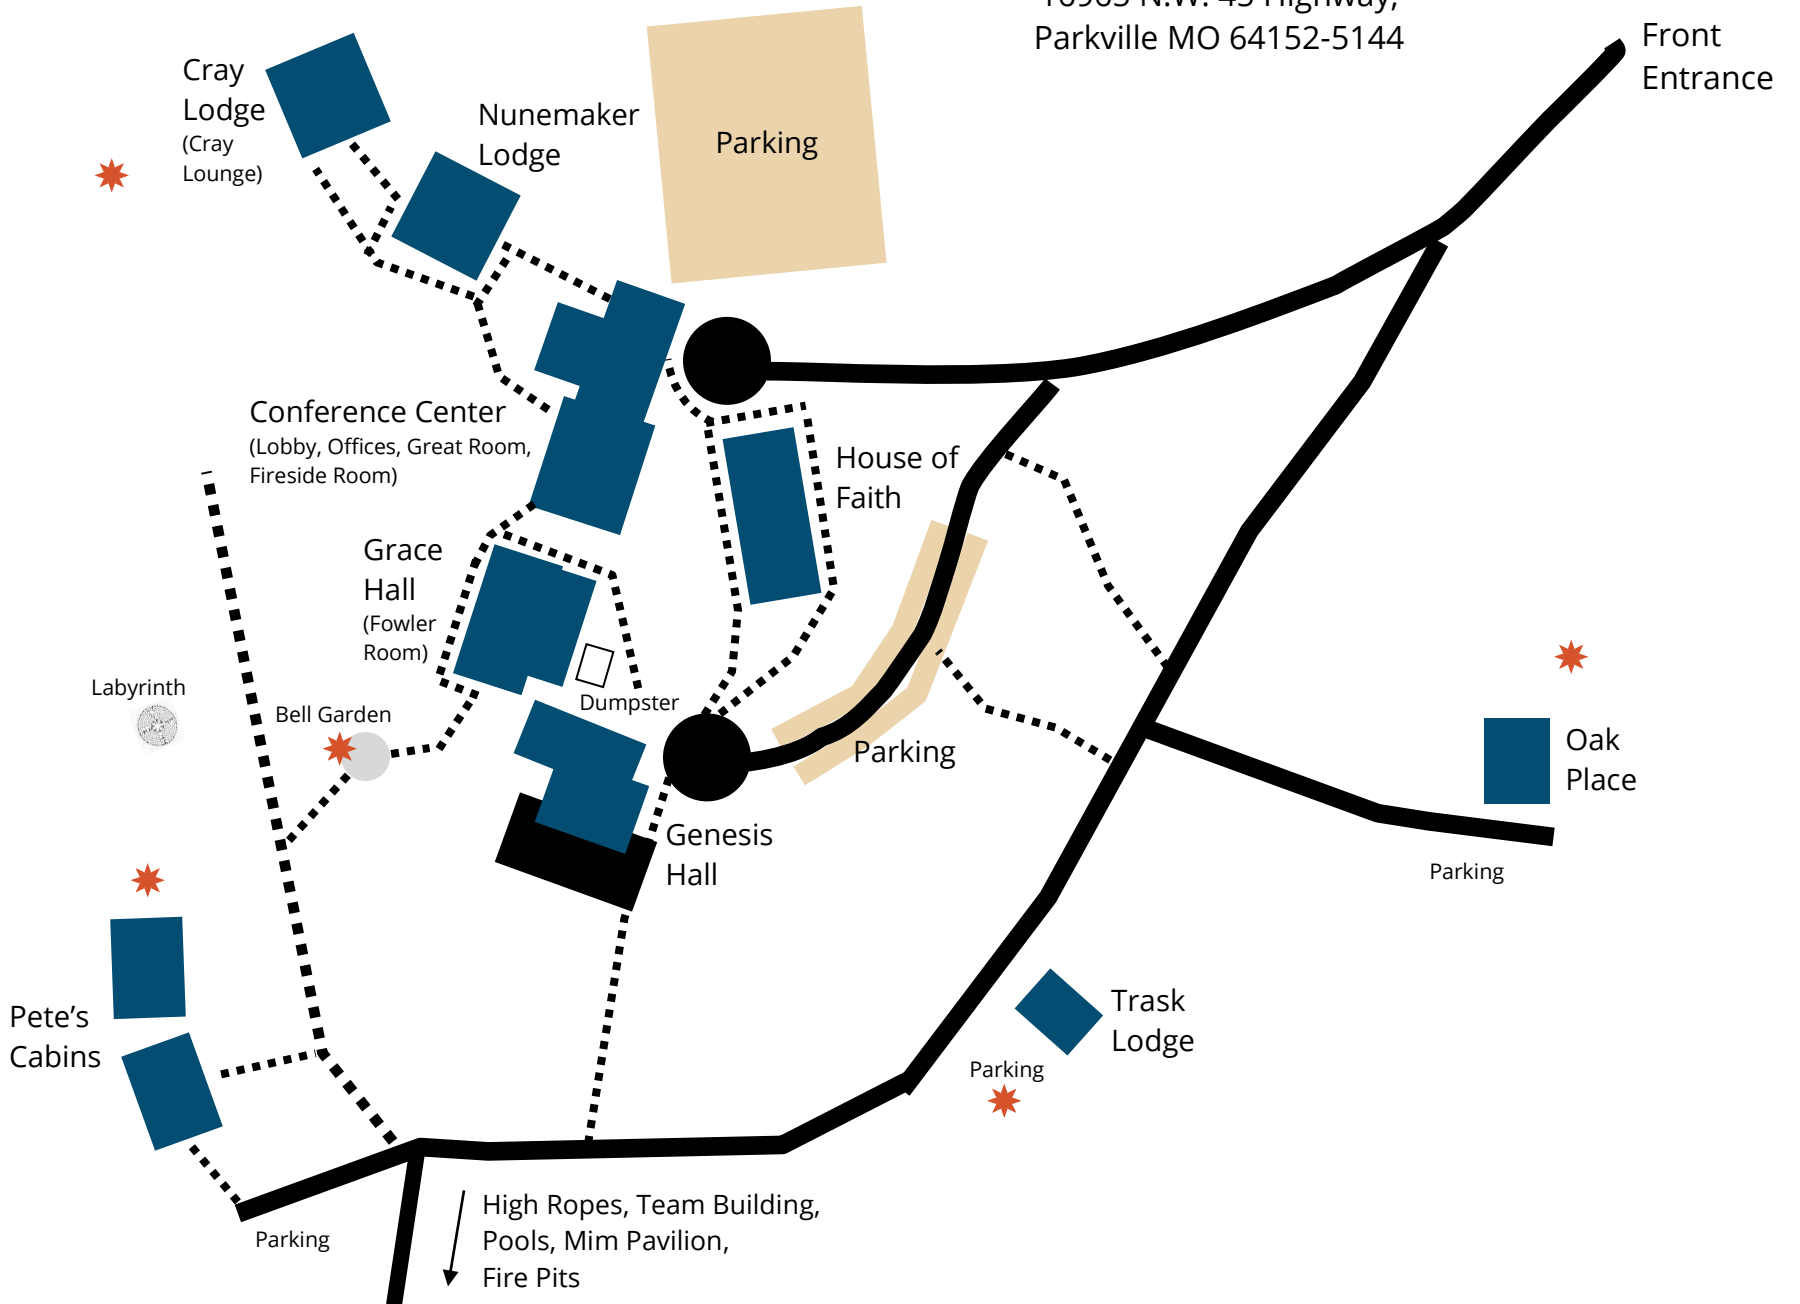 N.W. 45 Highway,
Parkville MO 64152-5144
Front
Entrance
Cray
Lodge
(Cray
Lounge)
Nunemaker
Lodge
Parking
Conference Center
(Lobby, Offices, Great Room,
Fireside Room)
House of
Faith
Grace
Hall
(Fowler
Room)
Labyrinth
Bell Garden
Dumpster
Parking
Oak
Place
Genesis
Hall
Parking
Pete’s
Cabins
Trask
Lodge
Parking
High Ropes, Team Building,
Pools, Mim Pavilion,
Fire Pits
Parking